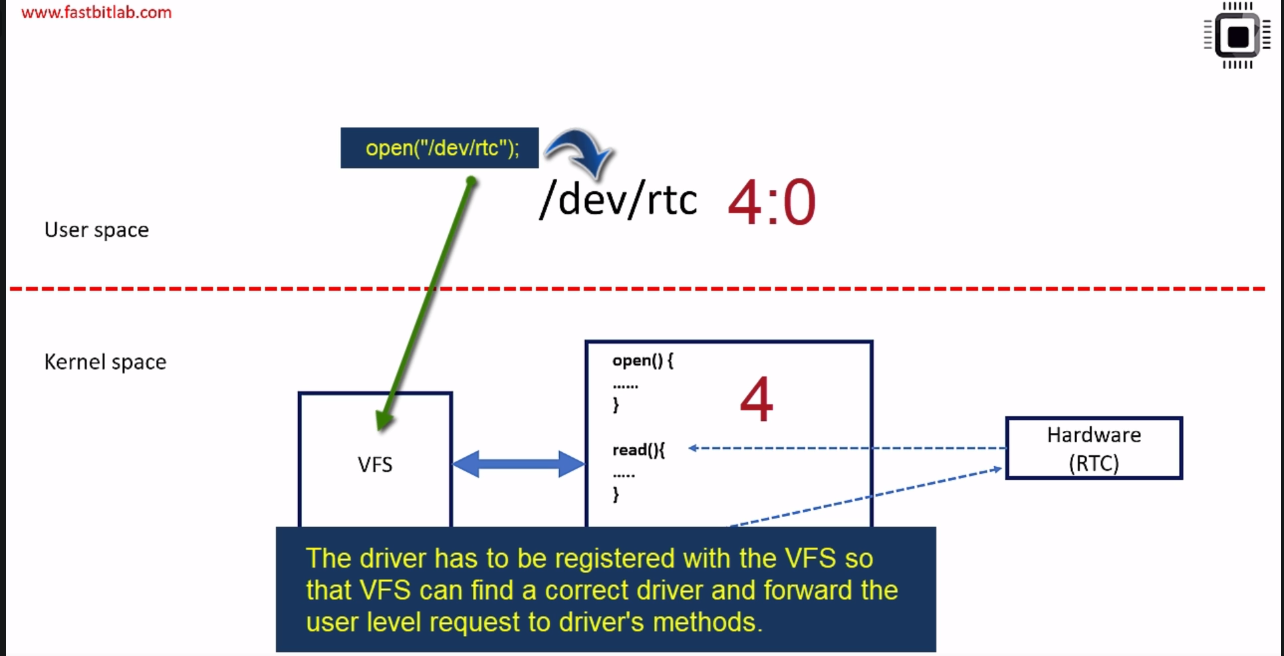 www.fastbitlab.com
open("/dev/rtc");
/dev/rtc 4:0
User space
Kernel space
open() {
......
}
4
read(){
.....
}
VFS
Hardware
(RTC)
The driver has to be registered with the VFS so
that VFS can find a correct driver and forward the
user level request to driver's methods.